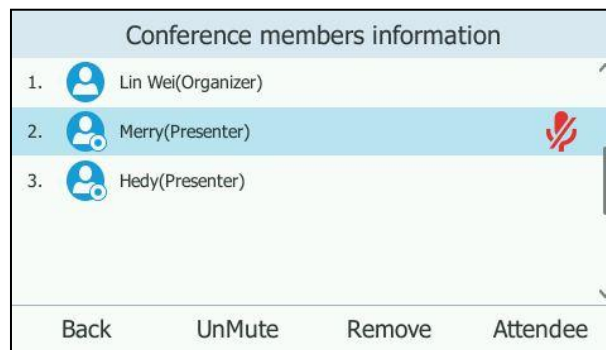 Conference members information
1. Lin Wei(Organizer)
2. Merry(Presenter)
3. Hedy(Presenter)
Back UnMute Remove Attendee